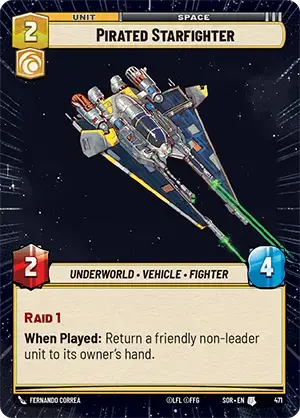 2
UNIT
SPACE
PIRATED STARFIGHTER
2
UNDERWORLD • VEHICLE • FIGHTER
4
RAID 1
When Played: Return a friendly non-leader
unit to its owner's hand.
FERNANDO CORREA
©LFL ©FFG
SOR • EN
U
471